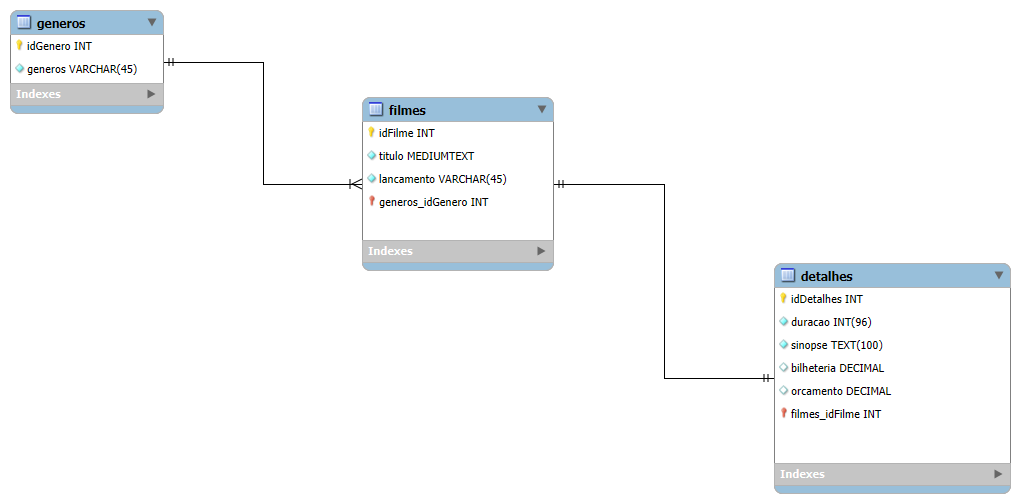 generos
idGenero INT
generos VARCHAR(45)
Indexes
filmes
idFilme INT
titulo MEDIUMTEXT
lancamento VARCHAR(45)
generos_idGenero INT
Indexes
detalhes
idDetalhes INT
duracao INT(96)
sinopse TEXT(100)
bilheteria DECIMAL
orcamento DECIMAL
filmes_idFilme INT
Indexes